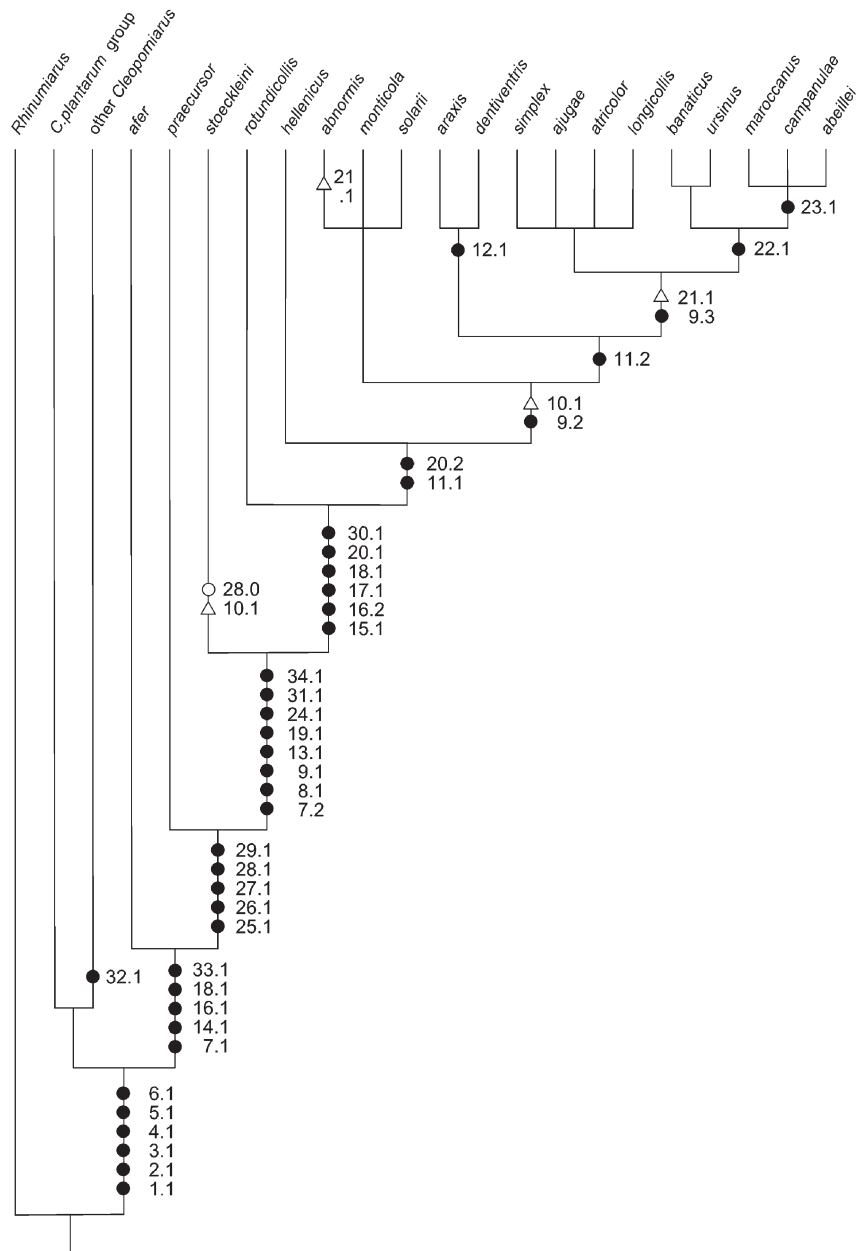 Rhinumiarus
C.plantarum group
other Cleopomiarus
afer
praecursor
stoeckleini
rotundicollis
hellenicus
abnormis
monticola
solarii
araxis
dentiventris
simplex
ajugae
atricolor
longicollis
banaticus
ursinus
maroccanus
campanulae
abeillei
21
.1
23.1
12.1
22.1
21.1
9.3
11.2
10.1
9.2
20.2
11.1
30.1
20.1
18.1
17.1
16.2
15.1
28.0
10.1
34.1
31.1
24.1
19.1
13.1
9.1
8.1
7.2
29.1
28.1
27.1
26.1
25.1
32.1
33.1
18.1
16.1
14.1
7.1
6.1
5.1
4.1
3.1
2.1
1.1